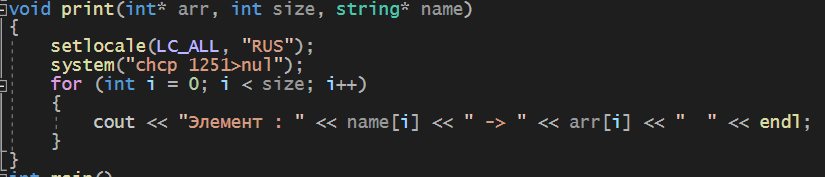 void print(int* arr, int size, string* name)
{
setlocale(LC_ALL, "RUS");
system("chcp 1251>nul");
for (int i = 0; i < size; i++)
{
cout << "Элемент : " << name[i] << " -> " << arr[i] << "  " << endl;
}
}
int main()